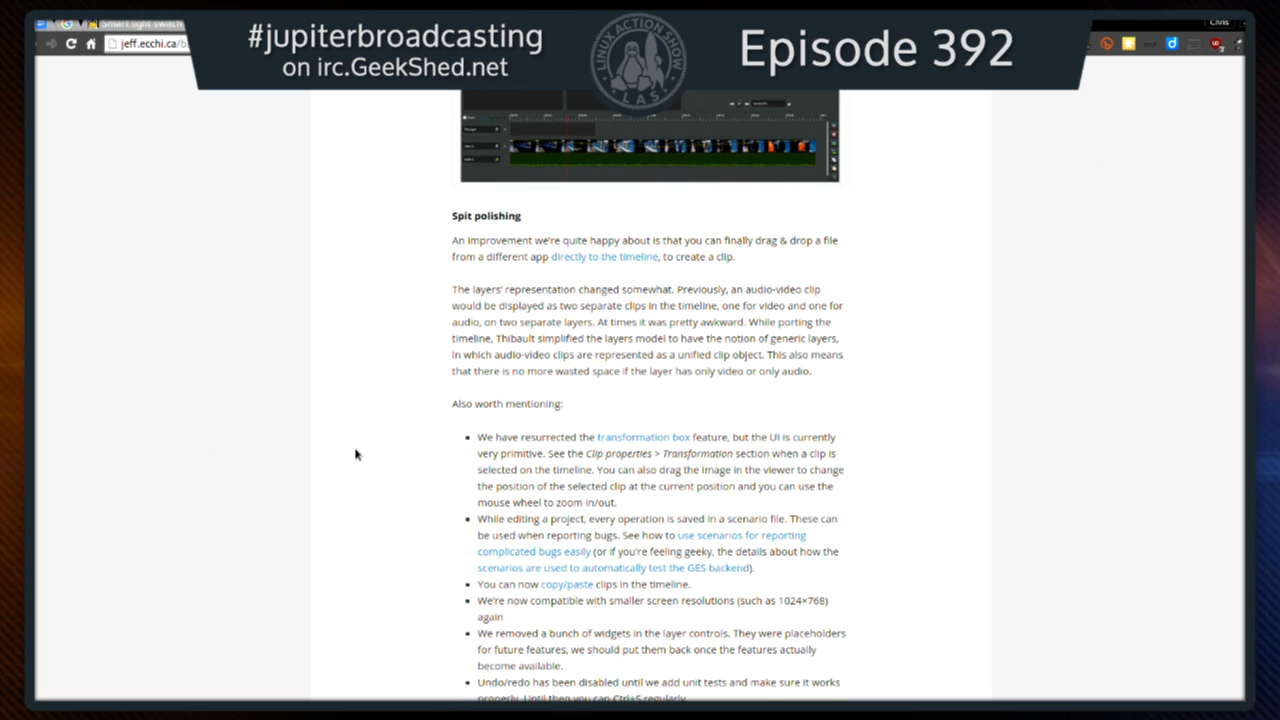 Smart light switch
Chris
jeff.ecchi.ca/b
#jupiterbroadcasting
on irc.GeekShed.net
LINUX ACTION SHOW
LAS
Episode 392
Spit polishing
An improvement we're quite happy about is that you can finally drag & drop a file
from a different app directly to the timeline, to create a clip.
The layers' representation changed somewhat. Previously, an audio-video clip
would be displayed as two separate clips in the timeline, one for video and one for
audio, on two separate layers. At times it was pretty awkward. While porting the
timeline, Thibault simplified the layers model to have the notion of generic layers,
in which audio-video clips are represented as a unified clip object. This also means
that there is no more wasted space if the layer has only video or only audio.
Also worth mentioning:
We have resurrected the transformation box feature, but the UI is currently
very primitive. See the Clip properties > Transformation section when a clip is
selected on the timeline. You can also drag the image in the viewer to change
the position of the selected clip at the current position and you can use the
mouse wheel to zoom in/out.
While editing a project, every operation is saved in a scenario file. These can
be used when reporting bugs. See how to use scenarios for reporting
complicated bugs easily (or if you're feeling geeky, the details about how the
scenarios are used to automatically test the GES backend).
You can now copy/paste clips in the timeline.
We're now compatible with smaller screen resolutions (such as 1024×768)
again
We removed a bunch of widgets in the layer controls. They were placeholders
for future features, we should put them back once the features actually
become available.
Undo/redo has been disabled until we add unit tests and make sure it works
properly. Until then you can Ctrl+S regularly.